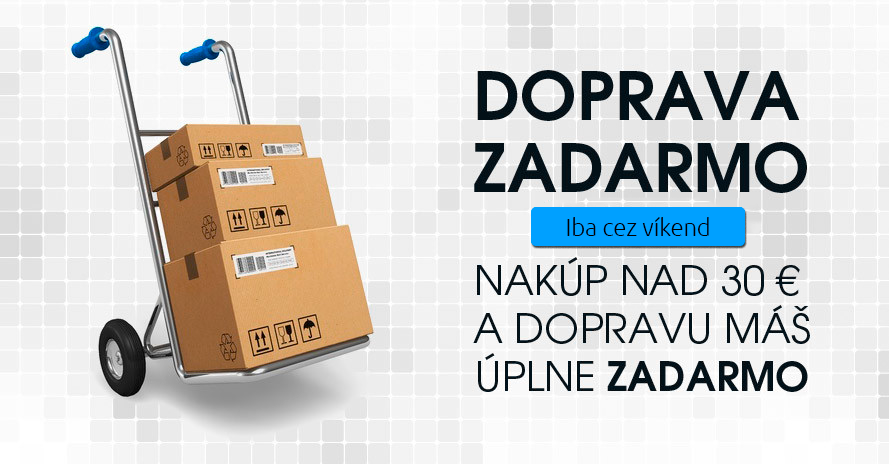 DOPRAVA
ZADARMO
Iba cez víkend
NAKÚP NAD 30 €
A DOPRAVU MÁŠ
ÚPLNE ZADARMO